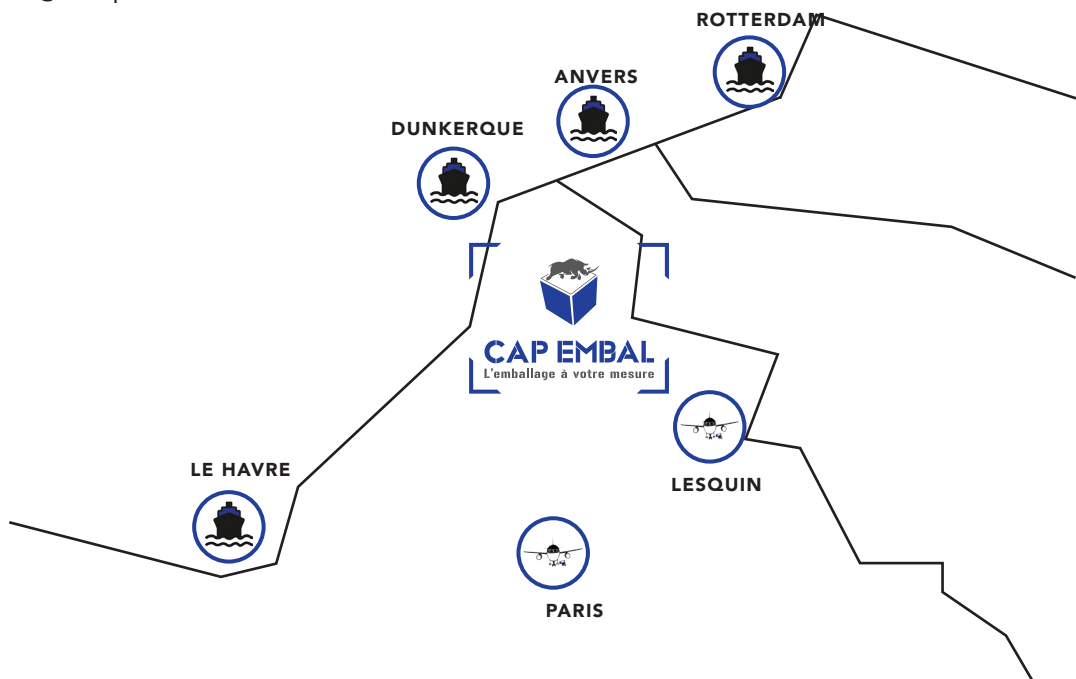 ROTTERDAM
ANVERS
DUNKERQUE
CAP EMBAL
L'emballage à votre mesure
LE HAVRE
LESQUIN
PARIS